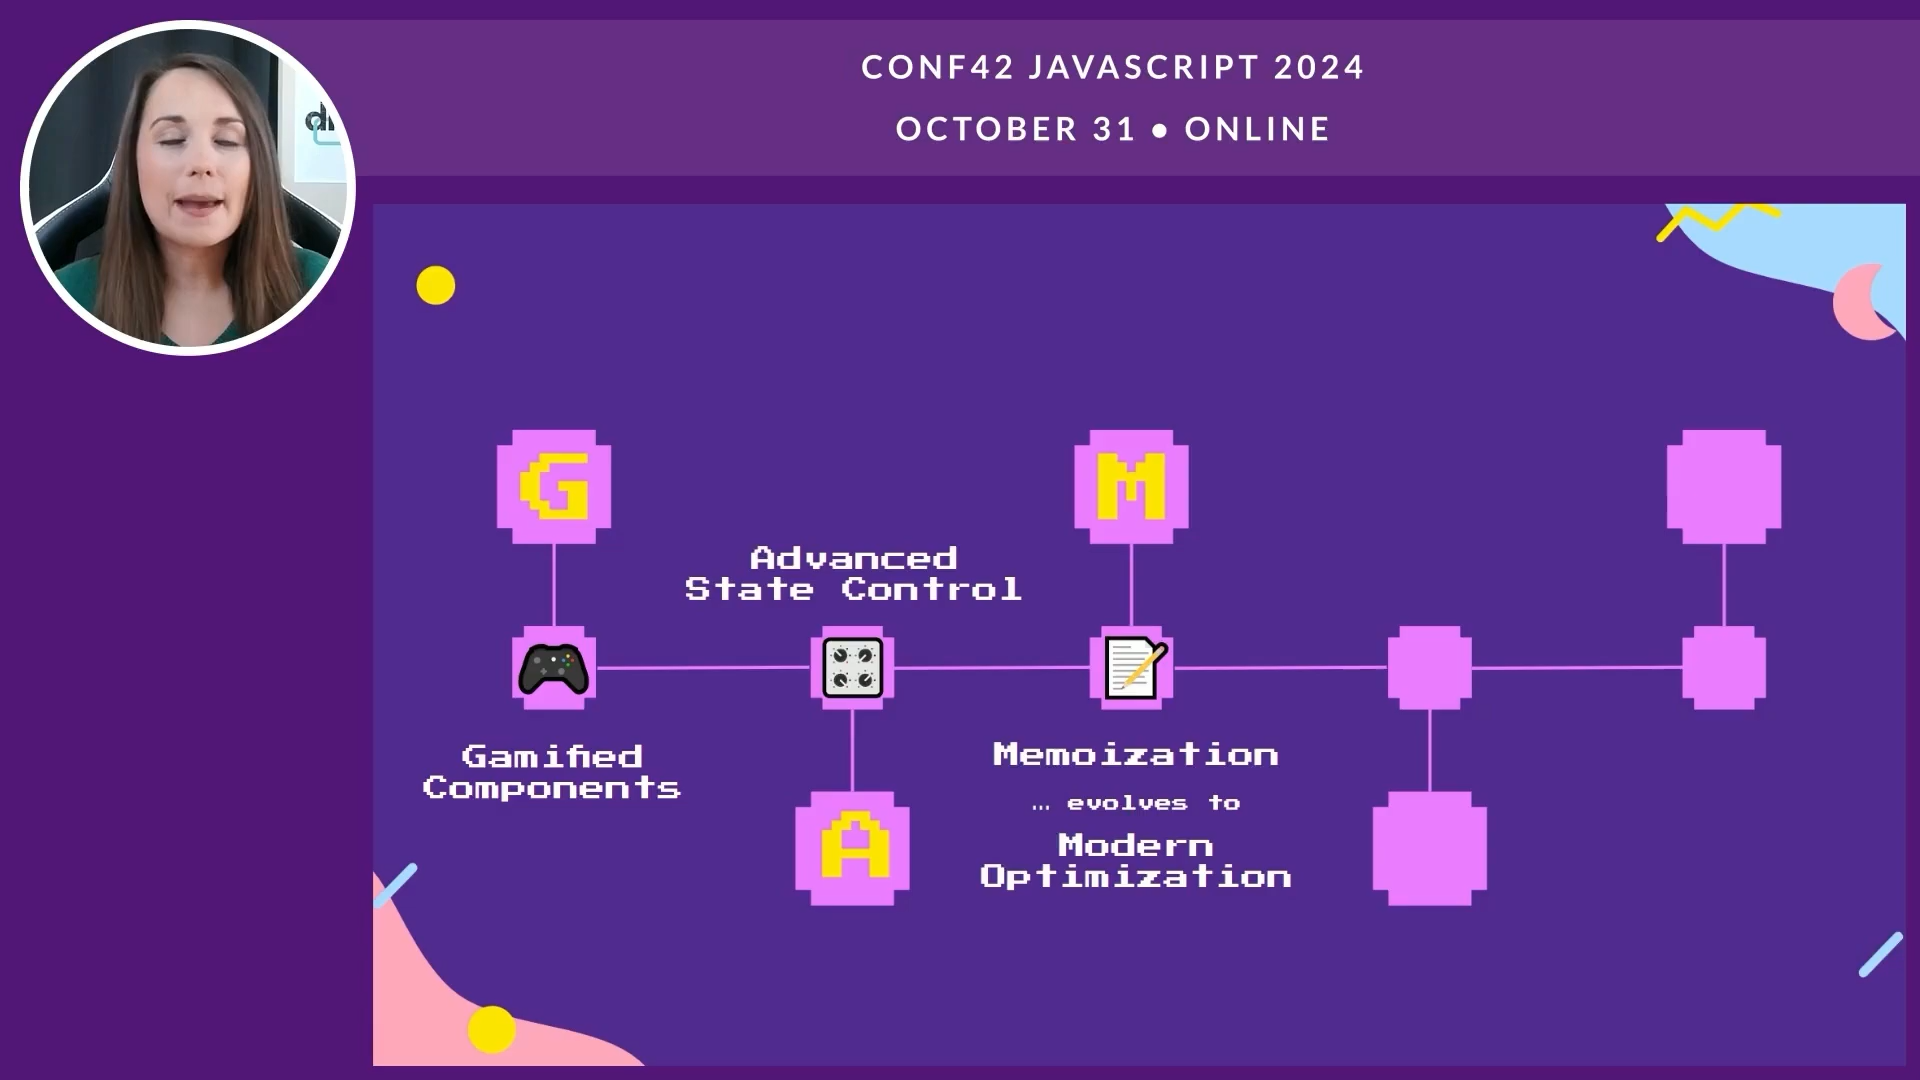 CONF42 JAVASCRIPT 2024
OCTOBER 31 • ONLINE
G
M
Advanced
State Control
Gamified
Components
A
Memoization
... evolves to
Modern
Optimization